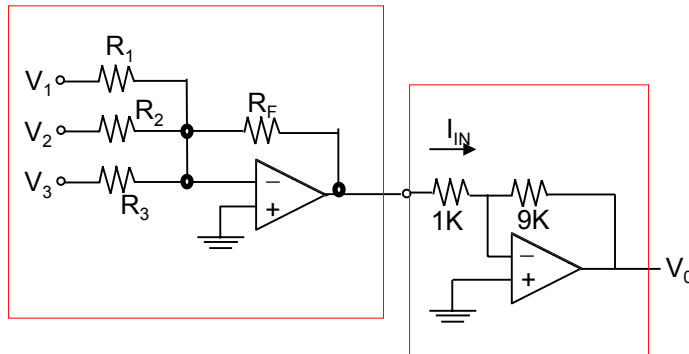 R1
V1
R2
RF
V2
IIN
V3
R3
−
+
1K
9K
−
+
V0